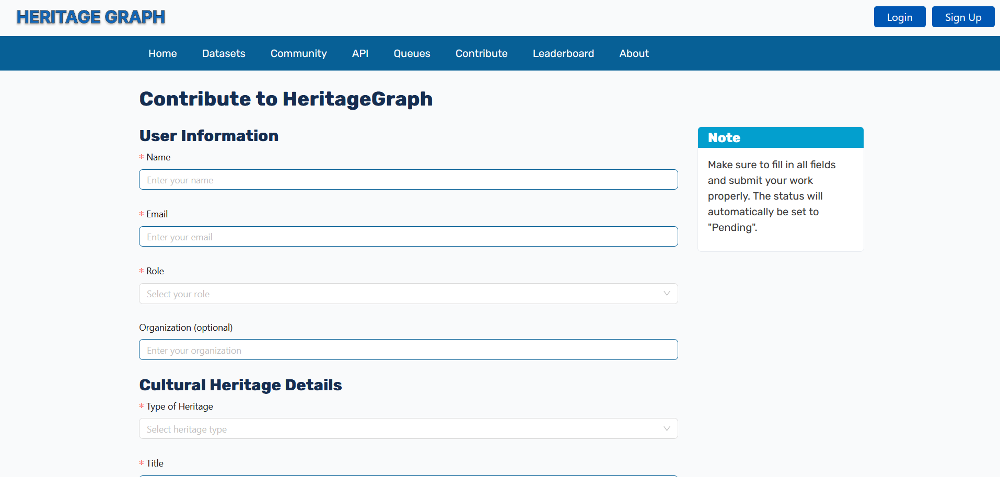 HERITAGE GRAPH
Login
Sign Up
Home
Datasets
Community
API
Queues
Contribute
Leaderboard
About
Contribute to HeritageGraph
User Information
* Name
Enter your name
* Email
Enter your email
* Role
Select your role
Organization (optional)
Enter your organization
Cultural Heritage Details
* Type of Heritage
Select heritage type
* Title
Note
Make sure to fill in all fields
and submit your work
properly. The status will
automatically be set to
"Pending".